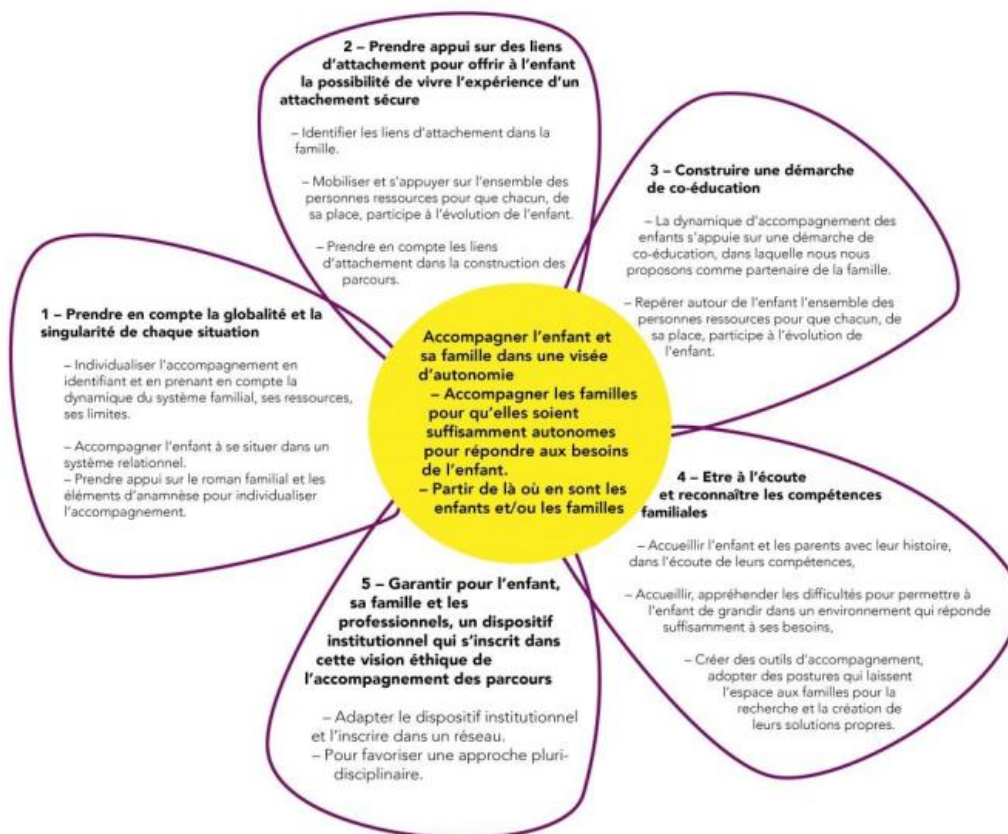 2 – Prendre appui sur des liens
d'attachement pour offrir à l'enfant
la possibilité de vivre l'expérience d'un
attachement sécure
– Identifier les liens d'attachement dans la
famille.
– Mobiliser et s'appuyer sur l'ensemble des
personnes ressources pour que chacun, de
sa place, participe à l'évolution de l'enfant.
– Prendre en compte les liens
d'attachement dans la construction des
parcours.
3 – Construire une démarche
de co-éducation
– La dynamique d'accompagnement des
enfants s'appuie sur une démarche de
co-éducation, dans laquelle nous nous
proposons comme partenaire de la famille.
– Repérer autour de l'enfant l'ensemble des
personnes ressources pour que chacun, de
sa place, participe à l'évolution de
l'enfant.
1 – Prendre en compte la globalité et la
singularité de chaque situation
– Individualiser l'accompagnement en
identifiant et en prenant en compte la
dynamique du système familial, ses ressources,
ses limites.
– Accompagner l'enfant à se situer dans un
système relationnel.
– Prendre appui sur le roman familial et les
éléments d'anamnèse pour individualiser
l'accompagnement.
Accompagner l'enfant et
sa famille dans une visée
d'autonomie
– Accompagner les familles
pour qu'elles soient
suffisamment autonomes
pour répondre aux besoins
de l'enfant.
– Partir de là où en sont les
enfants et/ou les familles
4 – Etre à l'écoute
et reconnaître les compétences
familiales
– Accueillir l'enfant et les parents avec leur histoire,
dans l'écoute de leurs compétences,
– Accueillir, appréhender les difficultés pour permettre à
l'enfant de grandir dans un environnement qui réponde
suffisamment à ses besoins,
– Créer des outils d'accompagnement,
adopter des postures qui laissent
l'espace aux familles pour la
recherche et la création de
leurs solutions propres.
5 – Garantir pour l'enfant,
sa famille et les
professionnels, un dispositif
institutionnel qui s'inscrit dans
cette vision éthique de
l'accompagnement des parcours
– Adapter le dispositif institutionnel
et l'inscrire dans un réseau.
– Pour favoriser une approche pluri-
disciplinaire.